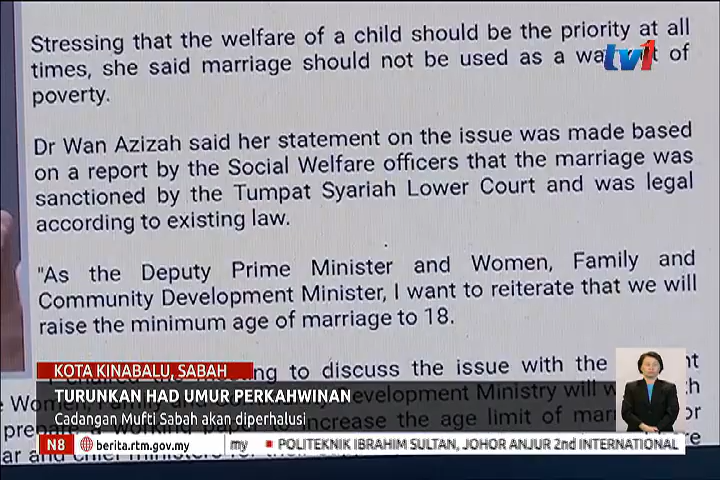 Stressing that the welfare of a child should be the priority at all
times, she said marriage should not be used as a of
tv1
poverty.
Dr Wan Azizah said her statement on the issue was made based
on a report by the Social Welfare officers that the marriage was
sanctioned by the Tumpat Syariah Lower Court and was legal
according to existing law.
"As the Deputy Prime Minister and Women, Family and
Community Development Minister, I want to reiterate that we will
raise the minimum age of marriage to 18.
to discuss the issue with the
KOTA KINABALU, SABAH
TURUNKAN HAD UMUR PERKAHWINAN
Development Ministry will
Cadangan Mufti Sabah akan diperhalusi
increase the age limit of
N8 berita.rtm.gov.my my POLITEKNIK IBRAHIM SULTAN, JOHOR ANJUR 2nd INTERNATIONAL